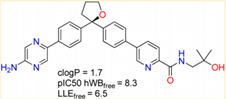 O
N
N
H₂N
N
O
H
N
OH
clogP = 1.7
pIC50 hWBfree = 8.3
LLEfree = 6.5